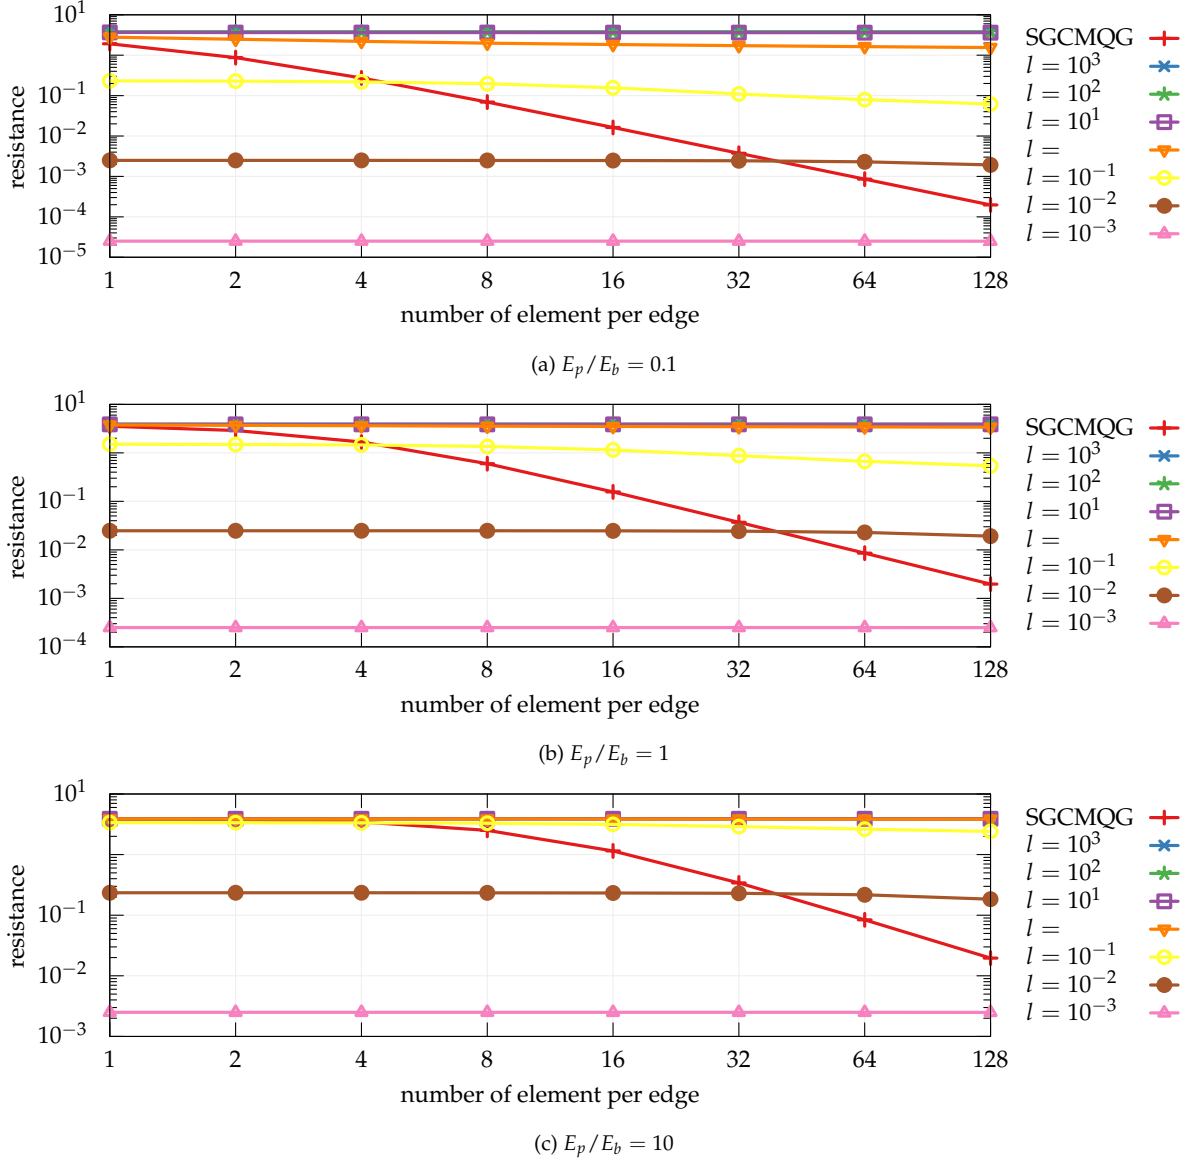 10^1
10^-1
10^-2
10^-3
10^-4
10^-5
resistance
1 2 4 8 16 32 64 128
number of element per edge
SGCMQG
l = 10^3
l = 10^2
l = 10^1
l =
l = 10^-1
l = 10^-2
l = 10^-3
(a) E_p/E_b = 0.1
10^1
10^-1
10^-2
10^-3
10^-4
resistance
1 2 4 8 16 32 64 128
number of element per edge
SGCMQG
l = 10^3
l = 10^2
l = 10^1
l =
l = 10^-1
l = 10^-2
l = 10^-3
(b) E_p/E_b = 1
10^1
10^-1
10^-2
10^-3
resistance
1 2 4 8 16 32 64 128
number of element per edge
SGCMQG
l = 10^3
l = 10^2
l = 10^1
l =
l = 10^-1
l = 10^-2
l = 10^-3
(c) E_p/E_b = 10